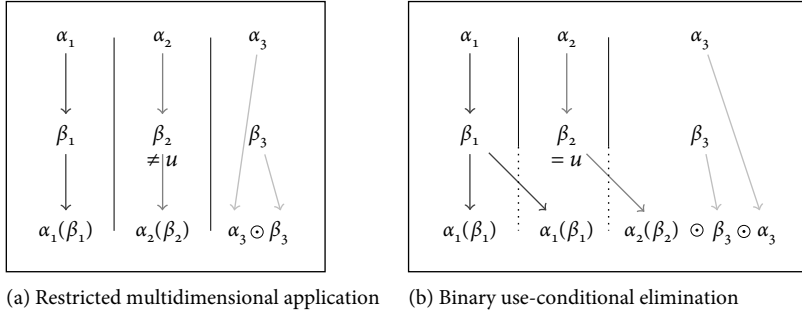 α₁ α₂ α₃ α₁ α₂ α₃
β₁ β₂ β₃ β₁ β₂ β₃
≠ u = u
α₁(β₁) α₂(β₂) α₃ ⊙ β₃ α₁(β₁) α₁(β₁) α₂(β₂) ⊙ β₃ ⊙ α₃
(a) Restricted multidimensional application (b) Binary use-conditional elimination